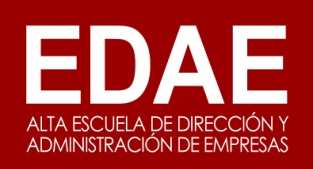 EDAE
ALTA ESCUELA DE DIRECCIÓN Y
ADMINISTRACIÓN DE EMPRESAS